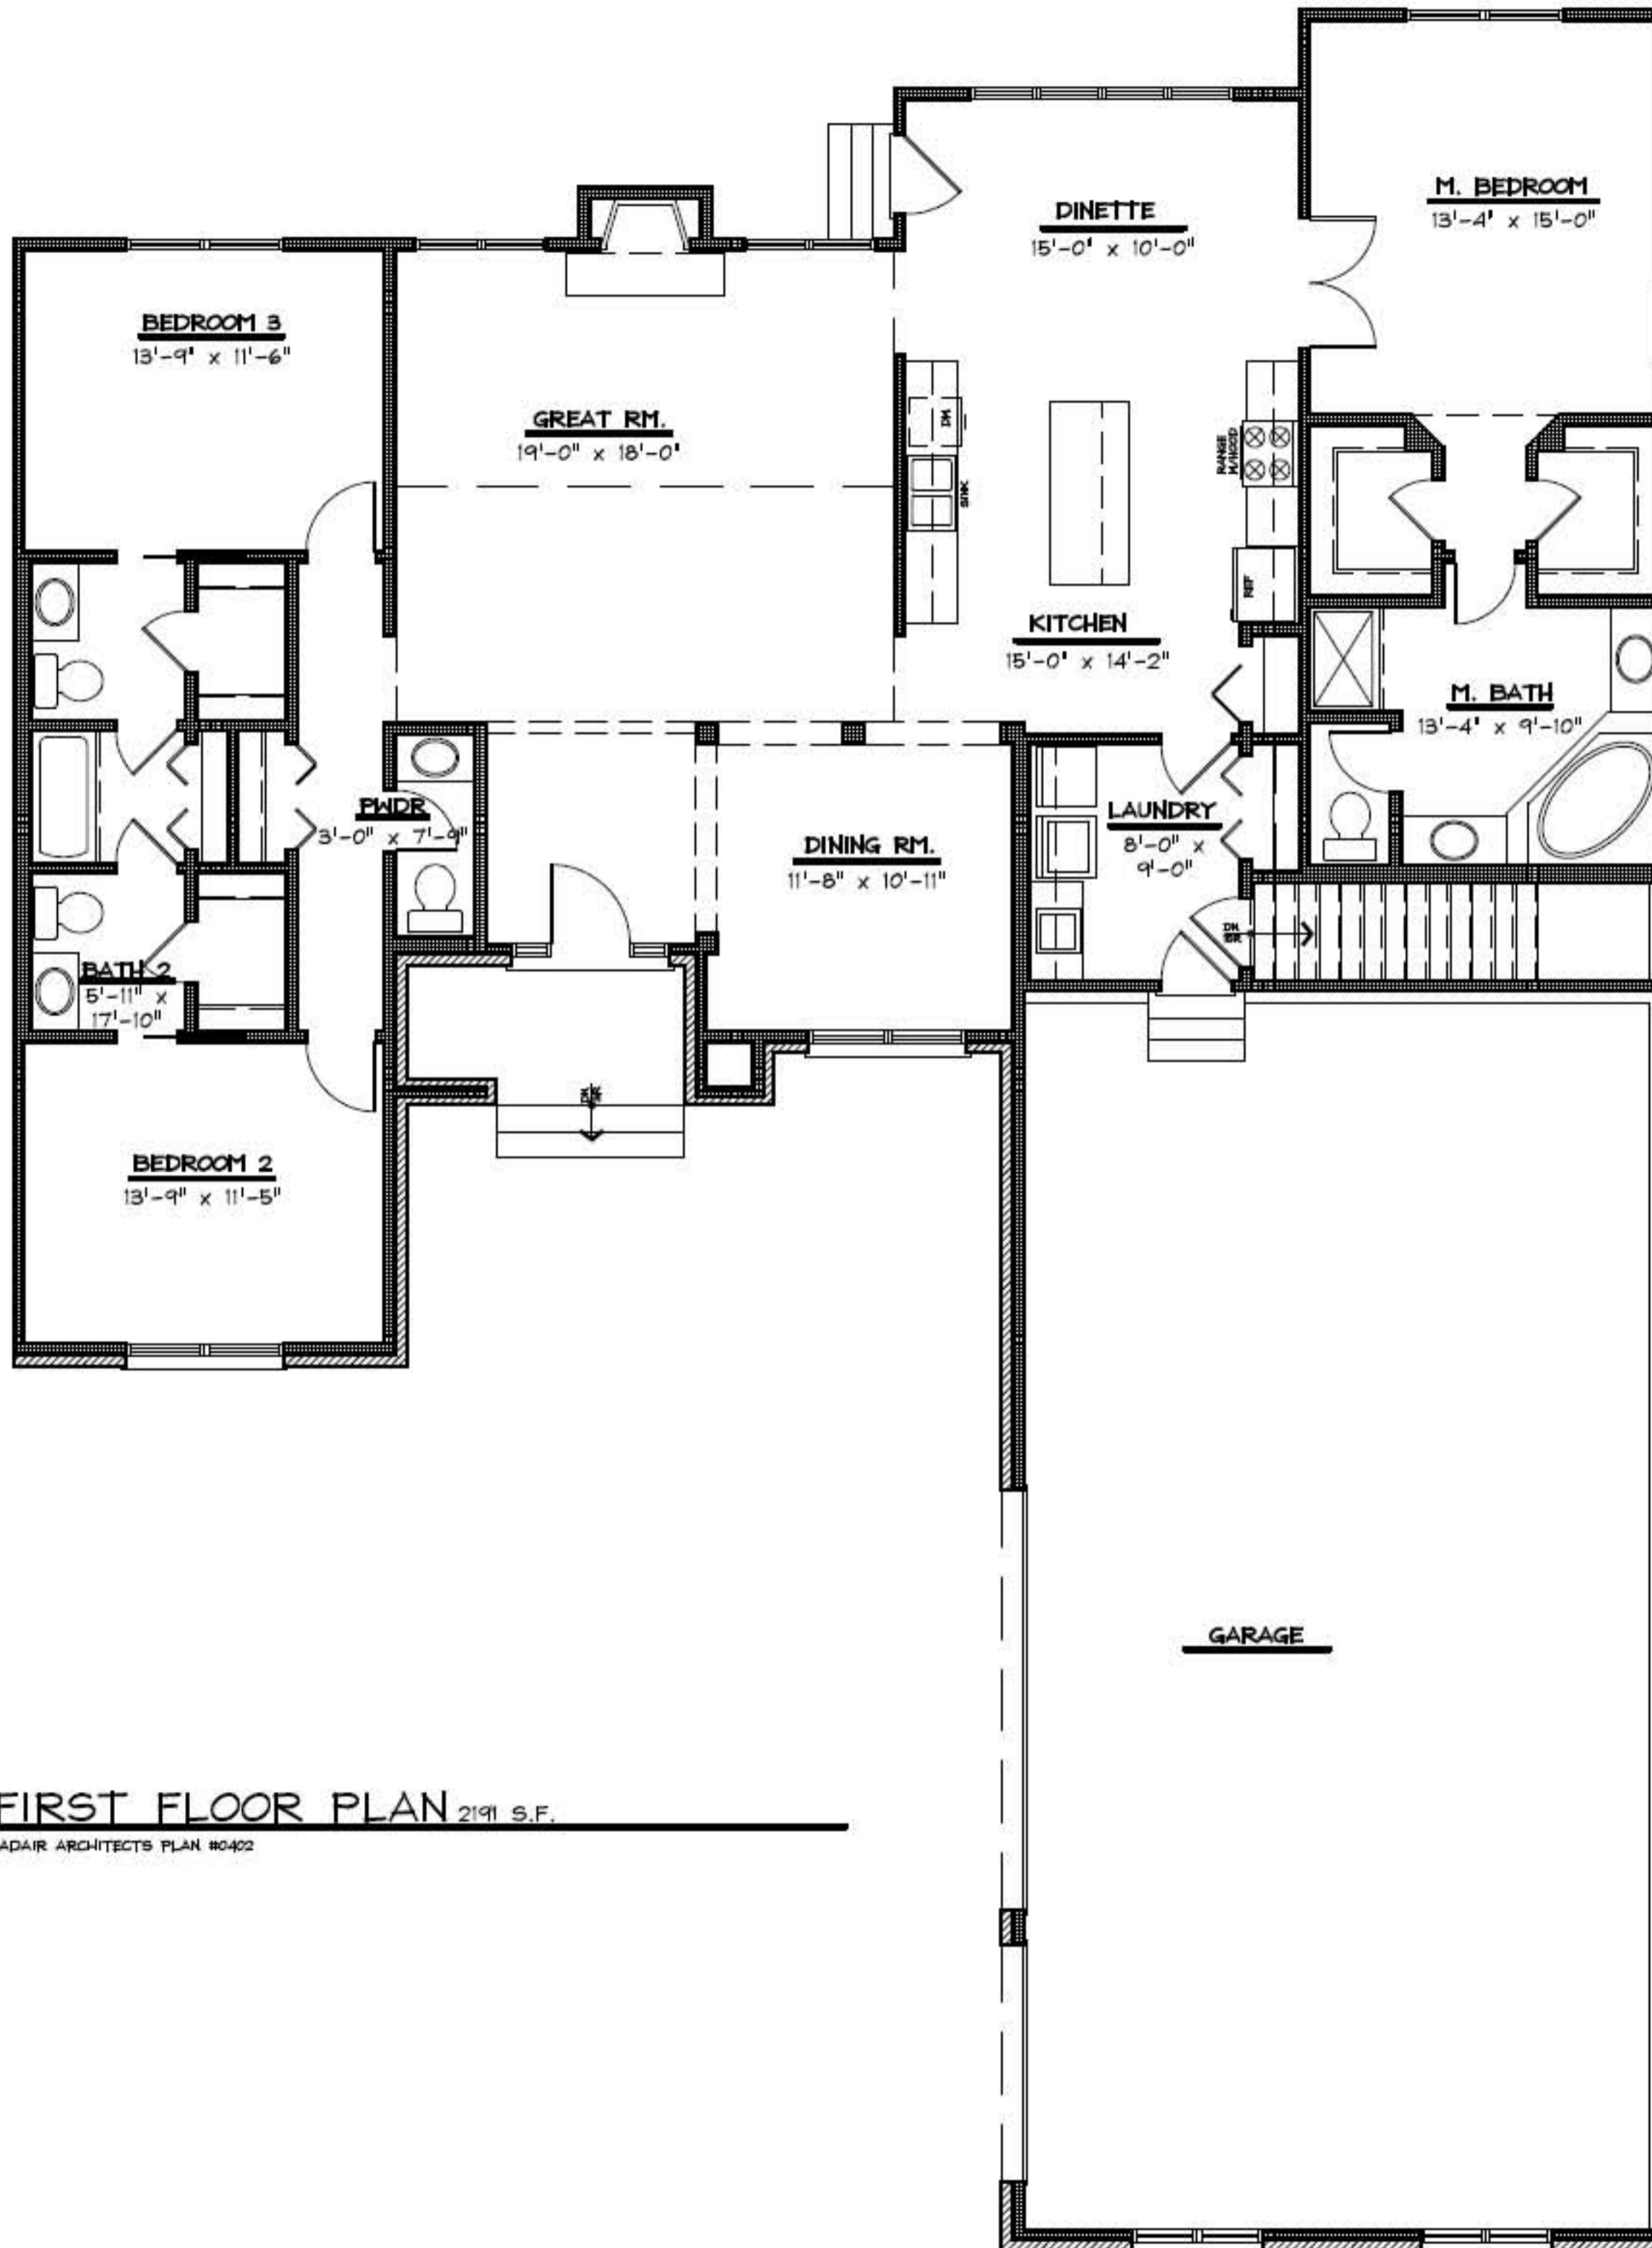 M. BEDROOM
13'-4" x 15'-0"
DINETTE
15'-0" x 10'-0"
BEDROOM 3
13'-9" x 11'-6"
GREAT RM.
19'-0" x 18'-0"
DW
SINK
RANGE
W/HOOD
REF
KITCHEN
15'-0" x 14'-2"
M. BATH
13'-4" x 9'-10"
PWDR
3'-0" x 7'-9"
DINING RM.
11'-8" x 10'-11"
LAUNDRY
8'-0" x
9'-0"
BATH 2
5'-11" x
17'-10"
BEDROOM 2
13'-9" x 11'-5"
GARAGE
FIRST FLOOR PLAN 2191 S.F.
ADAIR ARCHITECTS PLAN #0402